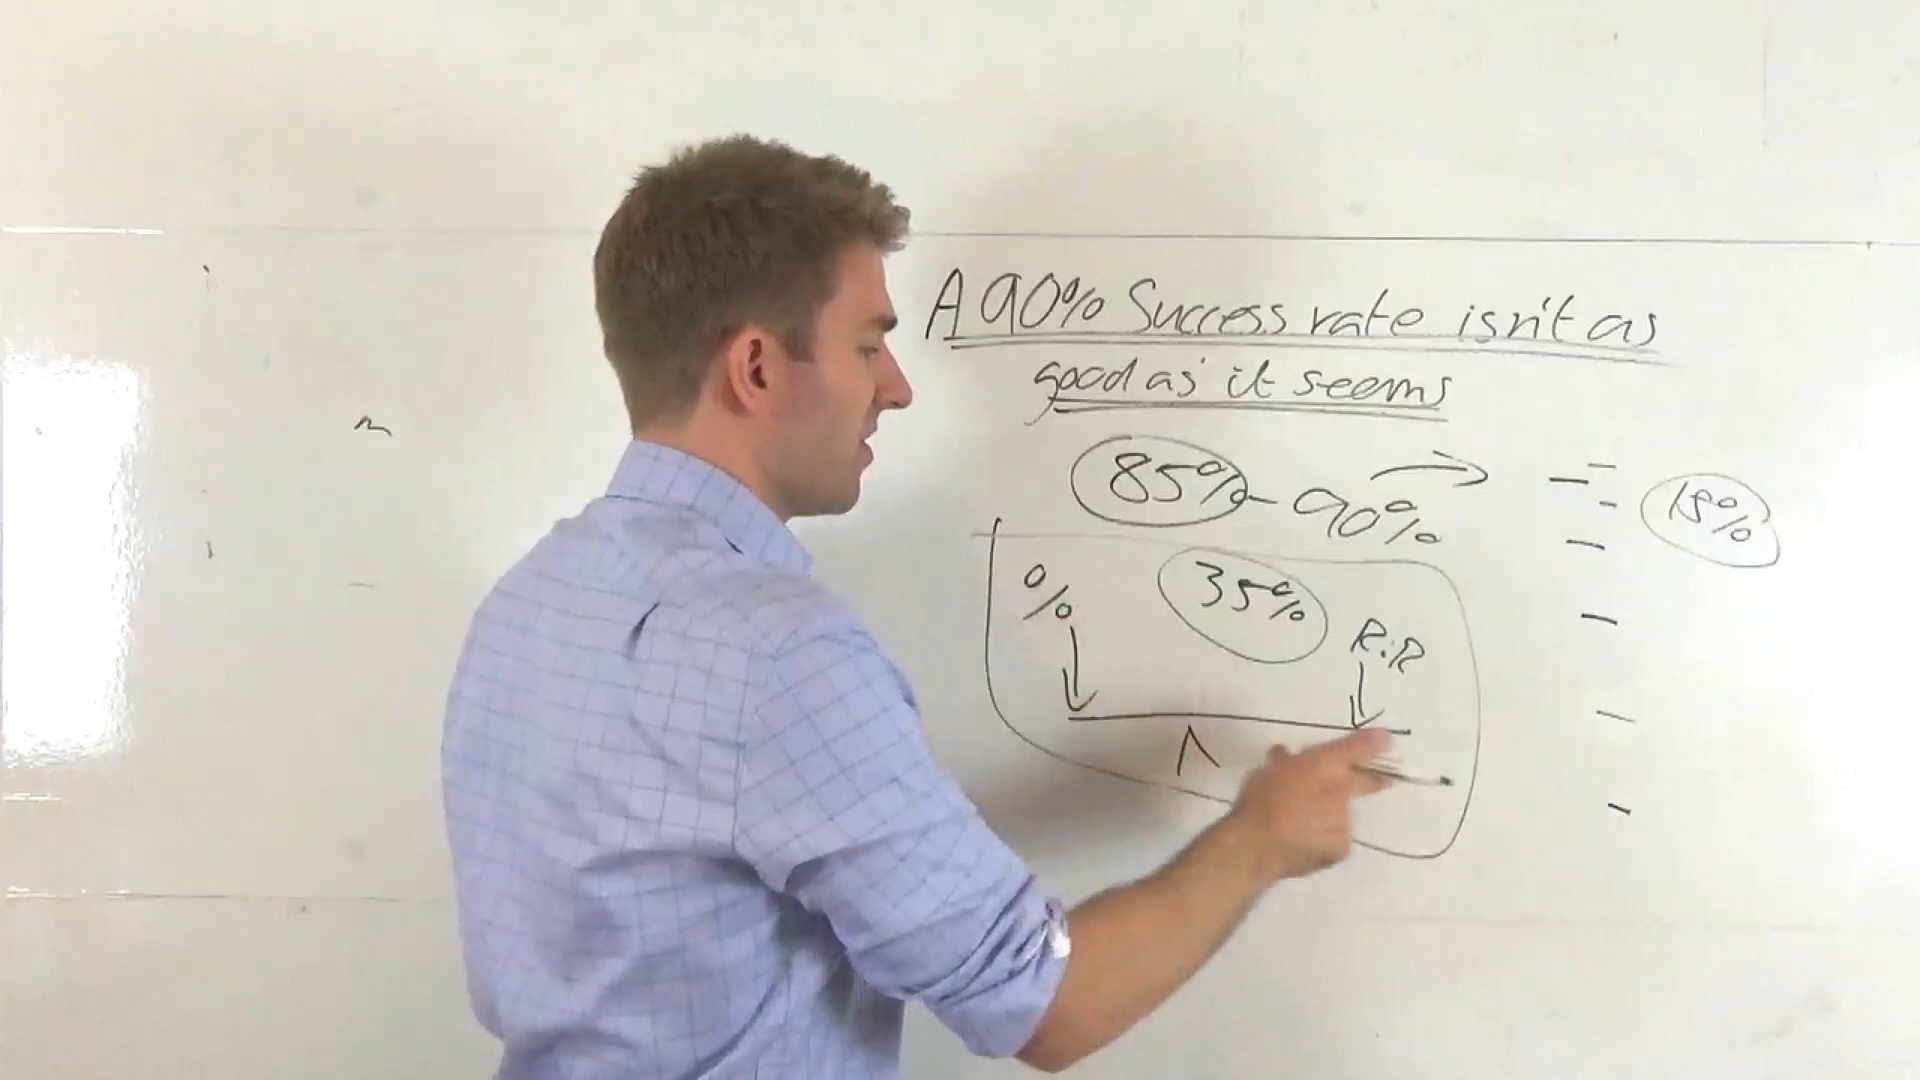 A 90% Success rate isn't as
good as it seems
85% - 90%
15%
35%
%
R:R